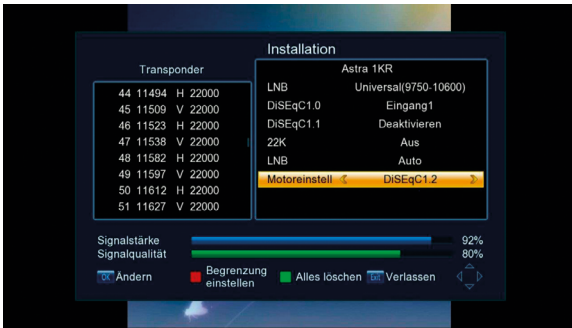 Installation
Transponder
44 11494 H 22000
45 11509 V 22000
46 11523 H 22000
47 11538 V 22000
48 11582 H 22000
49 11597 V 22000
50 11612 H 22000
51 11627 V 22000
Astra 1KR
LNB Universal(9750-10600)
DiSEqC1.0 Eingang1
DiSEqC1.1 Deaktivieren
22K Aus
LNB Auto
Motoreinstell DiSEqC1.2
Signalstärke 92%
Signalqualität 80%
OK Ändern
Begrenzung
einstellen
Alles löschen
Exit Verlassen